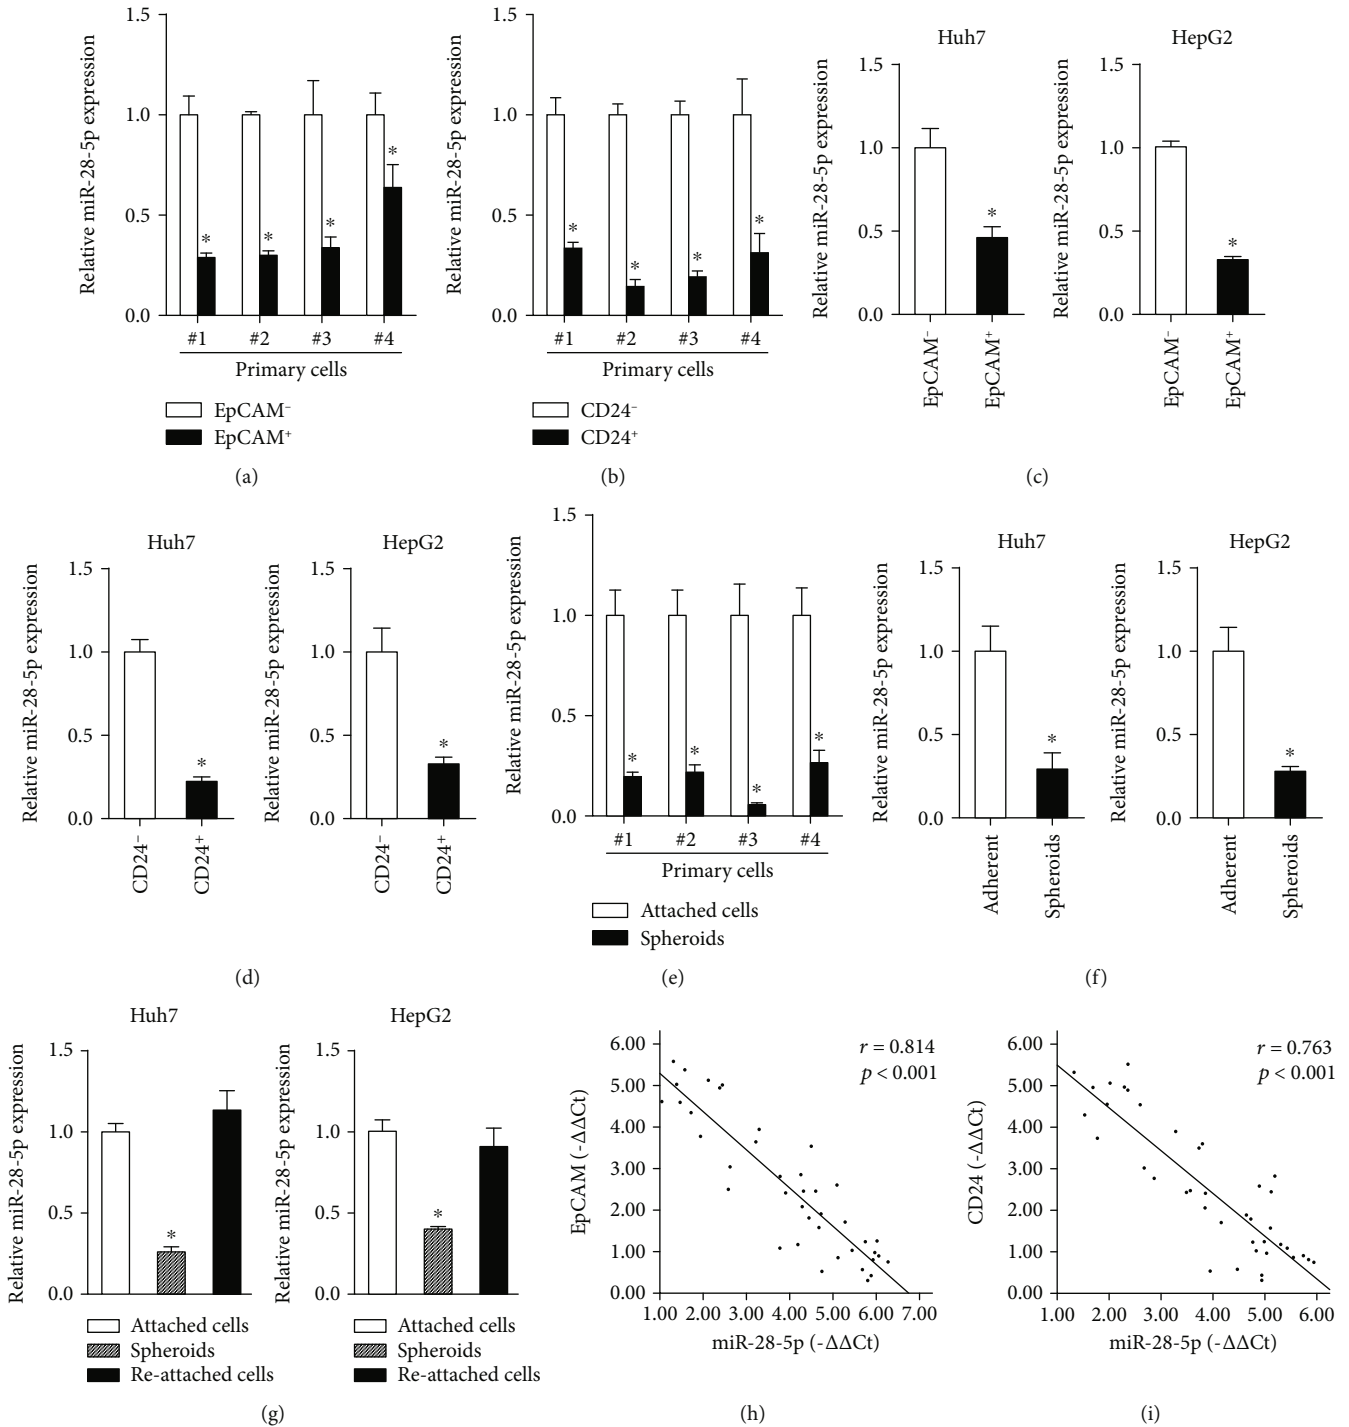 Relative miR-28-5p expression
1.5
1.0
0.5
0.0
* * * *
#1 #2 #3 #4
Primary cells
EpCAM⁻
EpCAM⁺
(a)
Relative miR-28-5p expression
1.5
1.0
0.5
0.0
* * * *
#1 #2 #3 #4
Primary cells
CD24⁻
CD24⁺
(b)
Huh7
Relative miR-28-5p expression
1.5
1.0
0.5
0.0
*
EpCAM⁻
EpCAM⁺
HepG2
Relative miR-28-5p expression
1.5
1.0
0.5
0.0
*
EpCAM⁻
EpCAM⁺
(c)
Huh7
Relative miR-28-5p expression
1.5
1.0
0.5
0.0
*
CD24⁻
CD24⁺
HepG2
Relative miR-28-5p expression
1.5
1.0
0.5
0.0
*
CD24⁻
CD24⁺
(d)
Relative miR-28-5p expression
1.5
1.0
0.5
0.0
* * * *
#1 #2 #3 #4
Primary cells
Attached cells
Spheroids
(e)
Huh7
Relative miR-28-5p expression
1.5
1.0
0.5
0.0
*
Adherent
Spheroids
HepG2
Relative miR-28-5p expression
1.5
1.0
0.5
0.0
*
Adherent
Spheroids
(f)
Huh7
Relative miR-28-5p expression
1.5
1.0
0.5
0.0
*
Attached cells
Spheroids
Re-attached cells
HepG2
Relative miR-28-5p expression
1.5
1.0
0.5
0.0
*
Attached cells
Spheroids
Re-attached cells
(g)
EpCAM (-ΔΔCt)
6.00
5.00
4.00
3.00
2.00
1.00
0.00
r = 0.814
p < 0.001
1.00 2.00 3.00 4.00 5.00 6.00 7.00
miR-28-5p (-ΔΔCt)
(h)
CD24 (-ΔΔCt)
6.00
5.00
4.00
3.00
2.00
1.00
0.00
r = 0.763
p < 0.001
1.00 2.00 3.00 4.00 5.00 6.00
miR-28-5p (-ΔΔCt)
(i)